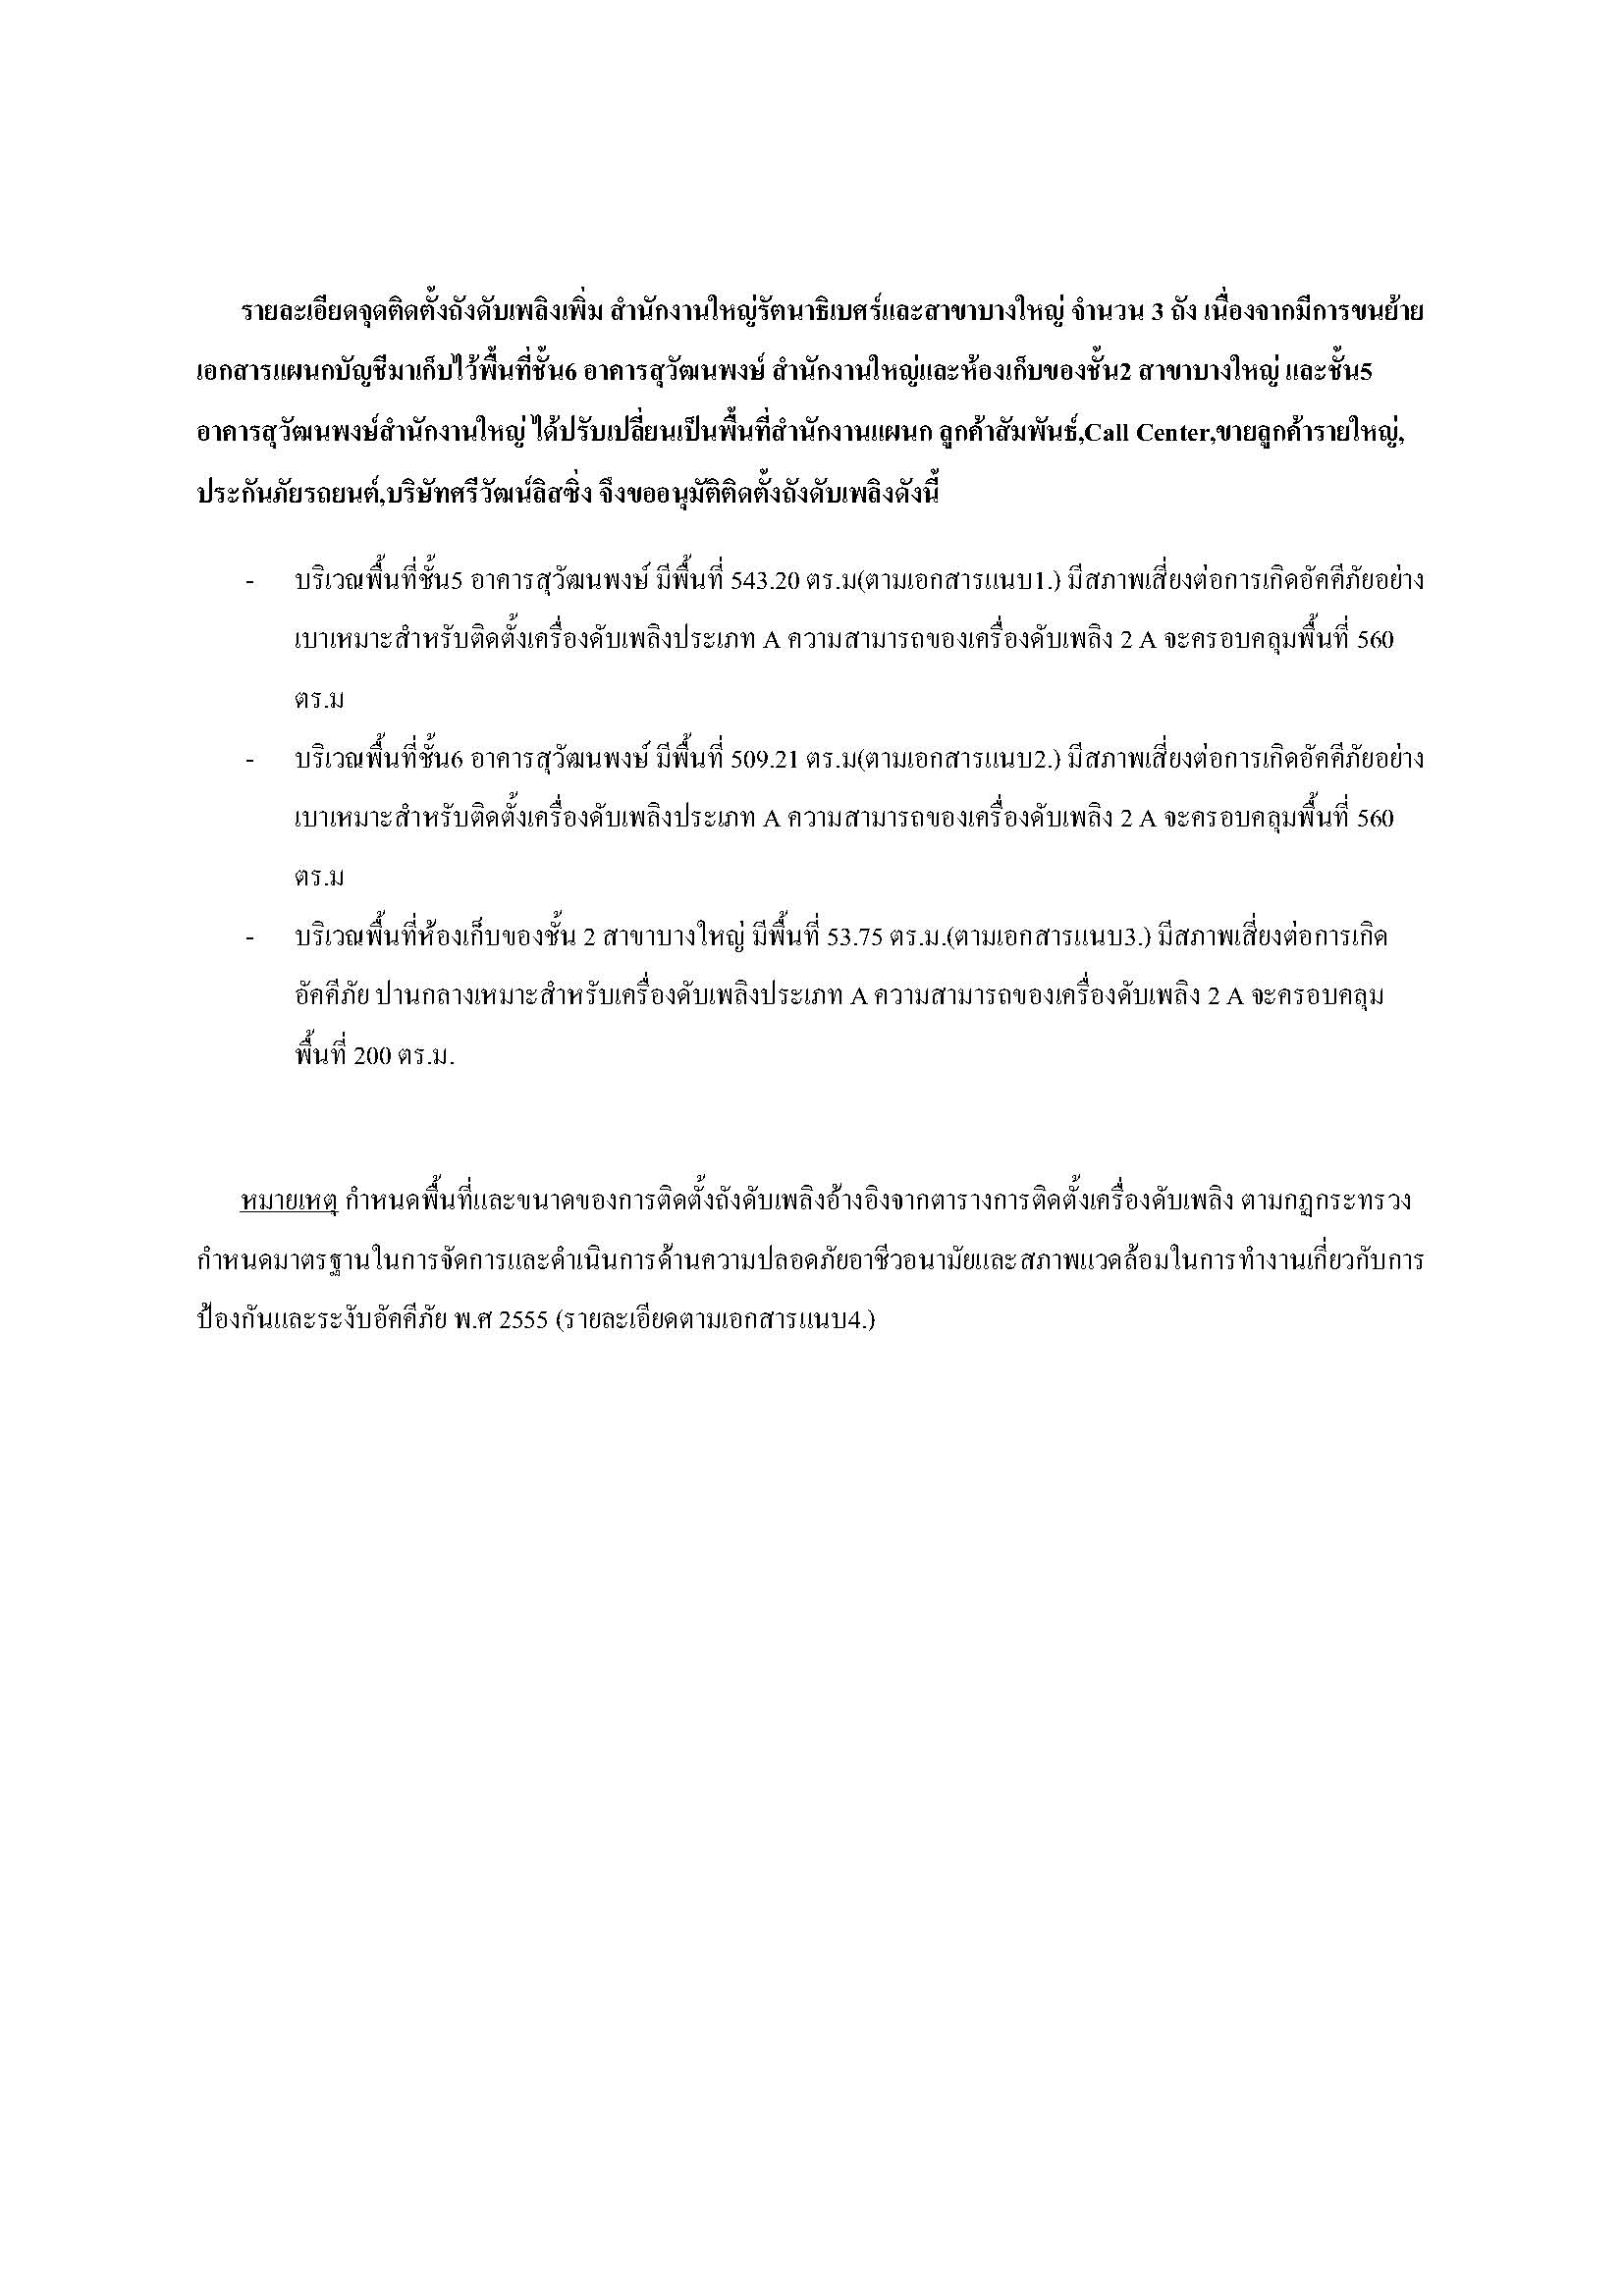 รายละเอียดจุดติดตั้งถังดับเพลิงเพิ่ม สำนักงานใหญ่รัตนาธิเบศร์และสาขาบางใหญ่ จำนวน 3 ถัง เนื่องจากมีการขนย้าย
เอกสารแผนกบัญชีมาเก็บไว้พื้นที่ชั้น6 อาคารสุวัฒนพงษ์ สำนักงานใหญ่และห้องเก็บของชั้น2 สาขาบางใหญ่ และชั้น5
อาคารสุวัฒนพงษ์สำนักงานใหญ่ ได้ปรับเปลี่ยนเป็นพื้นที่สำนักงานแผนก ลูกค้าสัมพันธ์,Call Center,ขายลูกค้ารายใหญ่,
ประกันภัยรถยนต์,บริษัทศรีวัฒน์ลิสซิ่ง จึงขออนุมัติติดตั้งถังดับเพลิงดังนี้
- บริเวณพื้นที่ชั้น5 อาคารสุวัฒนพงษ์ มีพื้นที่ 543.20 ตร.ม(ตามเอกสารแนบ1.) มีสภาพเสี่ยงต่อการเกิดอัคคีภัยอย่าง
เบาเหมาะสำหรับติดตั้งเครื่องดับเพลิงประเภท A ความสามารถของเครื่องดับเพลิง 2 A จะครอบคลุมพื้นที่ 560
ตร.ม
- บริเวณพื้นที่ชั้น6 อาคารสุวัฒนพงษ์ มีพื้นที่ 509.21 ตร.ม(ตามเอกสารแนบ2.) มีสภาพเสี่ยงต่อการเกิดอัคคีภัยอย่าง
เบาเหมาะสำหรับติดตั้งเครื่องดับเพลิงประเภท A ความสามารถของเครื่องดับเพลิง 2 A จะครอบคลุมพื้นที่ 560
ตร.ม
- บริเวณพื้นที่ห้องเก็บของชั้น 2 สาขาบางใหญ่ มีพื้นที่ 53.75 ตร.ม.(ตามเอกสารแนบ3.) มีสภาพเสี่ยงต่อการเกิด
อัคคีภัย ปานกลางเหมาะสำหรับเครื่องดับเพลิงประเภท A ความสามารถของเครื่องดับเพลิง 2 A จะครอบคลุม
พื้นที่ 200 ตร.ม.
หมายเหตุ กำหนดพื้นที่และขนาดของการติดตั้งถังดับเพลิงอ้างอิงจากตารางการติดตั้งเครื่องดับเพลิง ตามกฏกระทรวง
กำหนดมาตรฐานในการจัดการและดำเนินการด้านความปลอดภัยอาชีวอนามัยและสภาพแวดล้อมในการทำงานเกี่ยวกับการ
ป้องกันและระงับอัคคีภัย พ.ศ 2555 (รายละเอียดตามเอกสารแนบ4.)